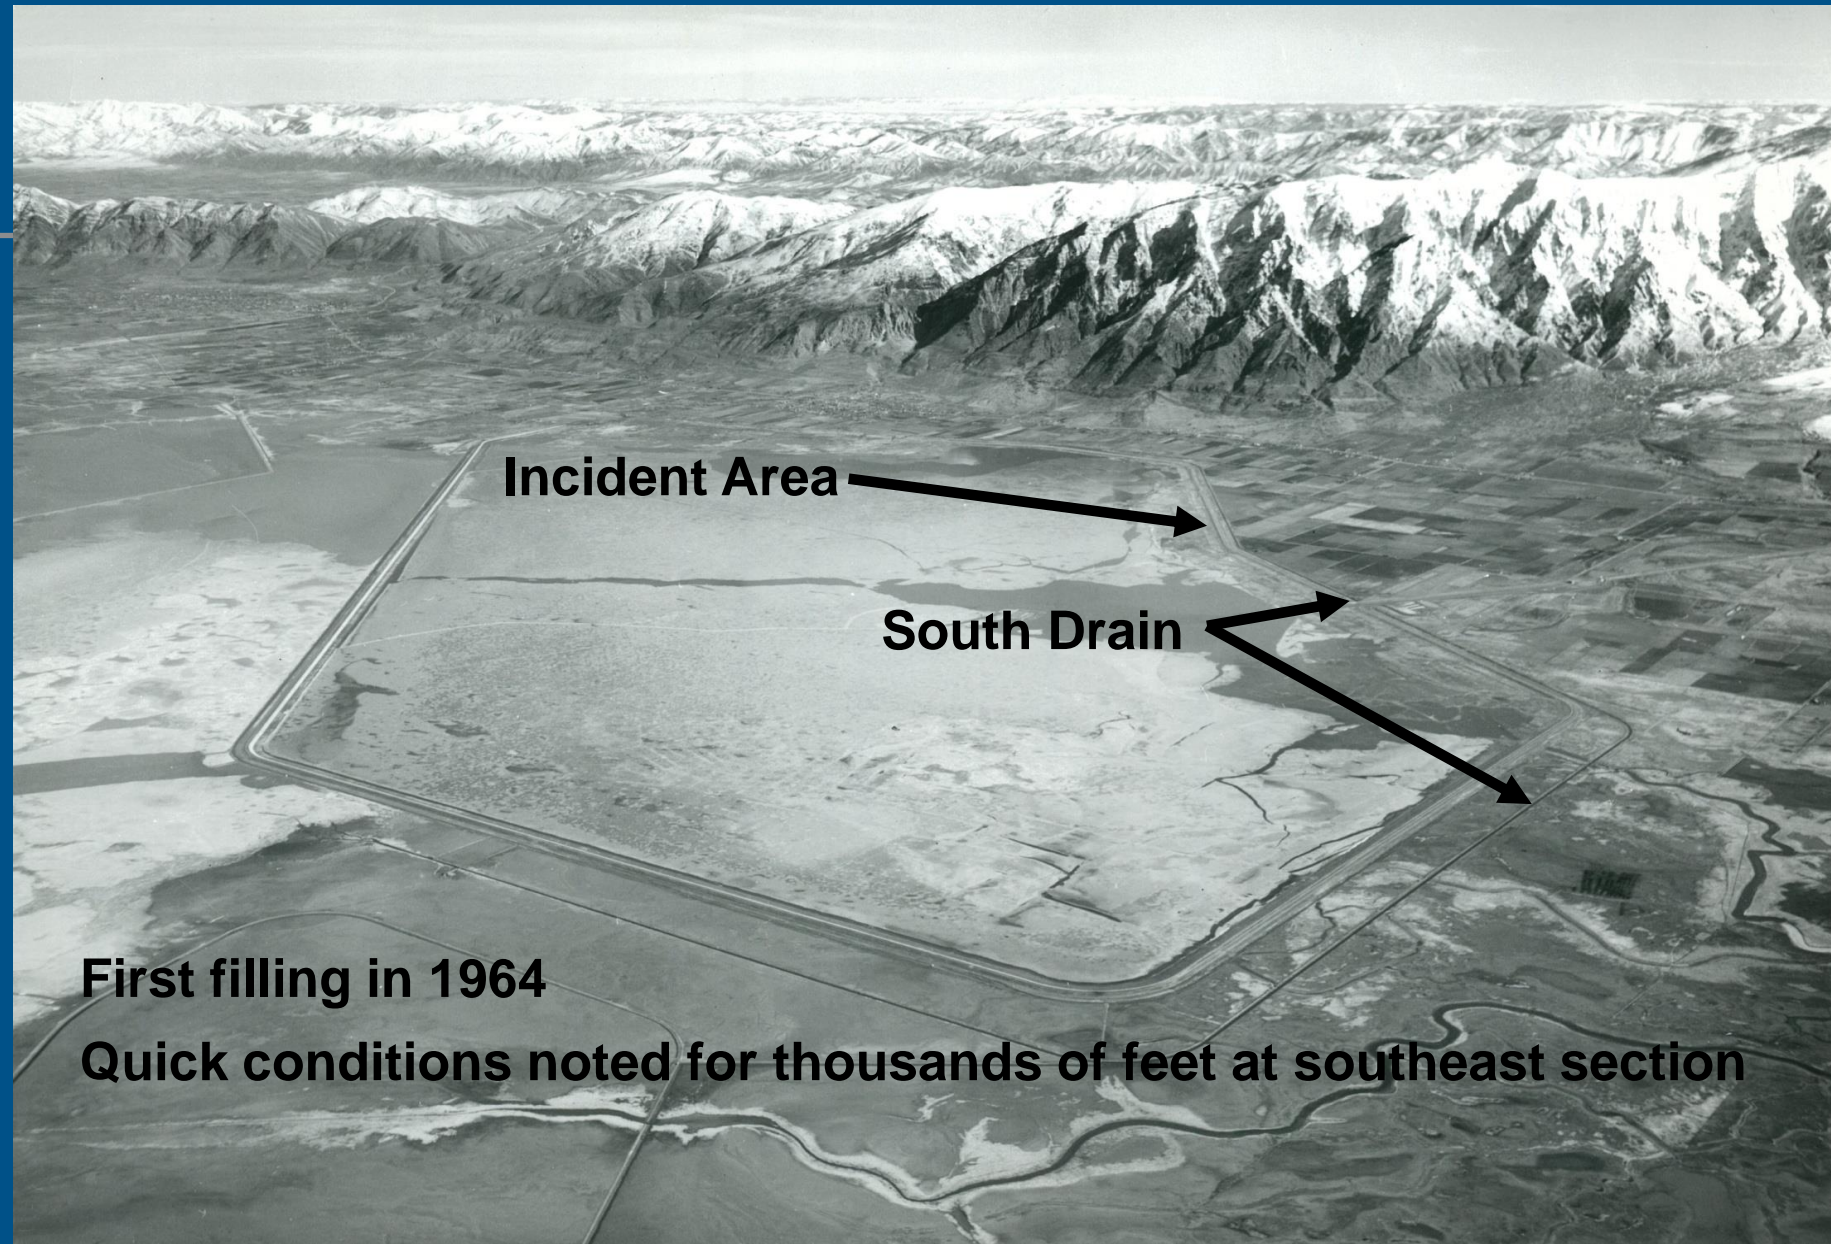 Incident Area
South Drain
First filling in 1964
Quick conditions noted for thousands of feet at southeast section